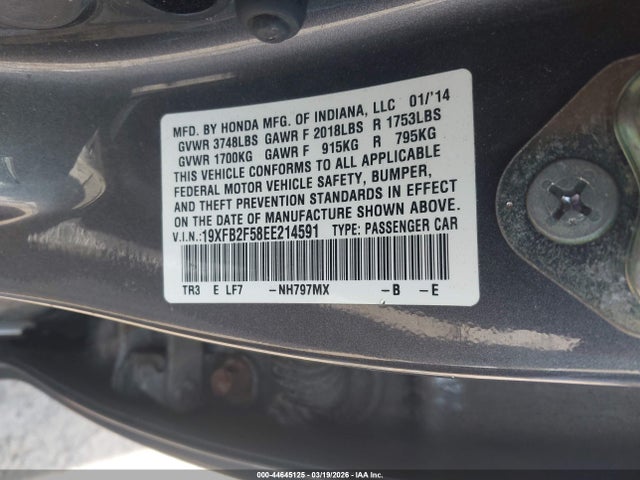 MFD. BY HONDA MFG. OF INDIANA, LLC 01/'14
GVWR 3748LBS GAWR F 2018LBS R 1753LBS
GVWR 1700KG GAWR F 915KG R 795KG
THIS VEHICLE CONFORMS TO ALL APPLICABLE
FEDERAL MOTOR VEHICLE SAFETY, BUMPER,
AND THEFT PREVENTION STANDARDS IN EFFECT
ON THE DATE OF MANUFACTURE SHOWN ABOVE.
V.I.N.:19XFB2F58EE214591 TYPE: PASSENGER CAR
TR3 E LF7 -NH797MX -B -E
000-44645125 - 03/19/2026 - IAA Inc.